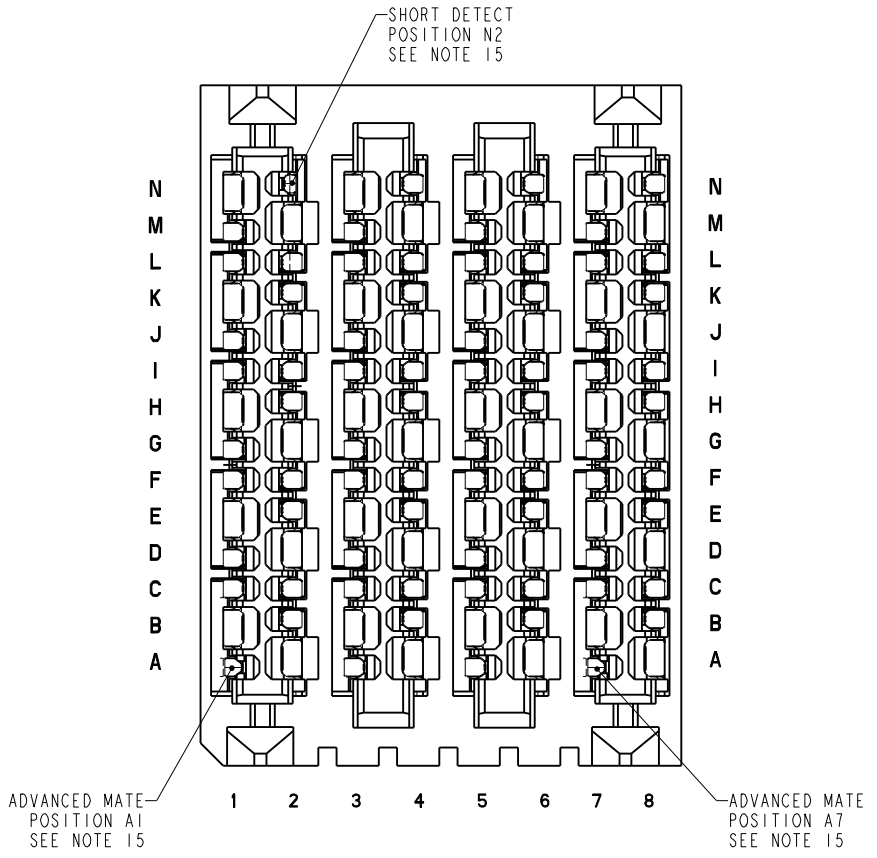 SHORT DETECT
POSITION N2
SEE NOTE 15
N N
M M
L L
K K
J J
I I
H H
G G
F F
E E
D D
C C
B B
A A
1 2 3 4 5 6 7 8
ADVANCED MATE
POSITION A1
SEE NOTE 15
ADVANCED MATE
POSITION A7
SEE NOTE 15